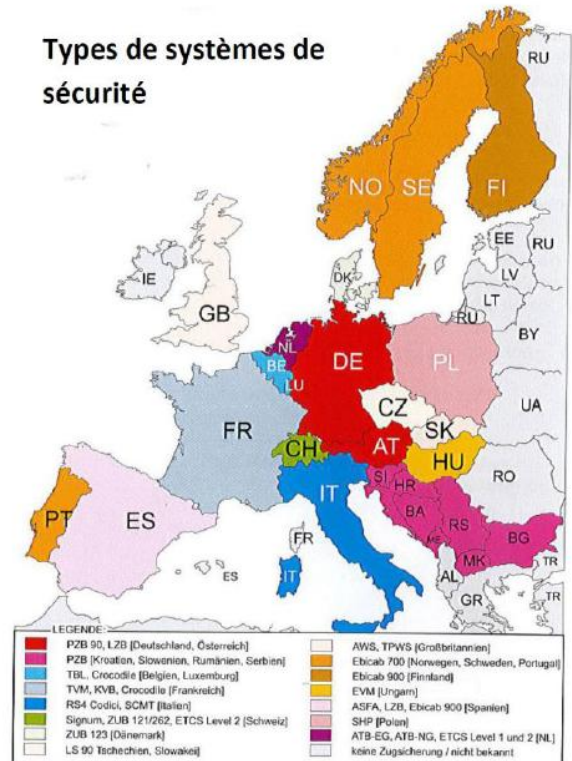 Types de systèmes de
sécurité
RU
NO
SE
FI
EE
RU
LV
LT
RU
BY
IE
GB
DK
NL
BE
LU
DE
PL
CZ
SK
UA
FR
CH
AT
HU
RO
SI
HR
IT
BA
RS
BG
ME
MK
AL
TR
GR
TR
PT
ES
FR
IT
ES
LEGENDE:
PZB 90, LZB [Deutschland, Österreich]
PZB [Kroatien, Slowenien, Rumänien, Serbien]
TBL, Crocodile [Belgien, Luxemburg]
TVM, KVB, Crocodile [Frankreich]
RS4 Codici, SCMT [Italien]
Signum, ZUB 121/262, ETCS Level 2 [Schweiz]
ZUB 123 [Dänemark]
LS 90 Tschechien, Slowakei]
AWS, TPWS [Großbritannien]
Ebicab 700 [Norwegen, Schweden, Portugal]
Ebicab 900 [Finnland]
EVM [Ungarn]
ASFA, LZB, Ebicab 900 [Spanien]
SHP [Polen]
ATB-EG, ATB-NG, ETCS Level 1 und 2 [NL]
keine Zugsicherung / nicht bekannt